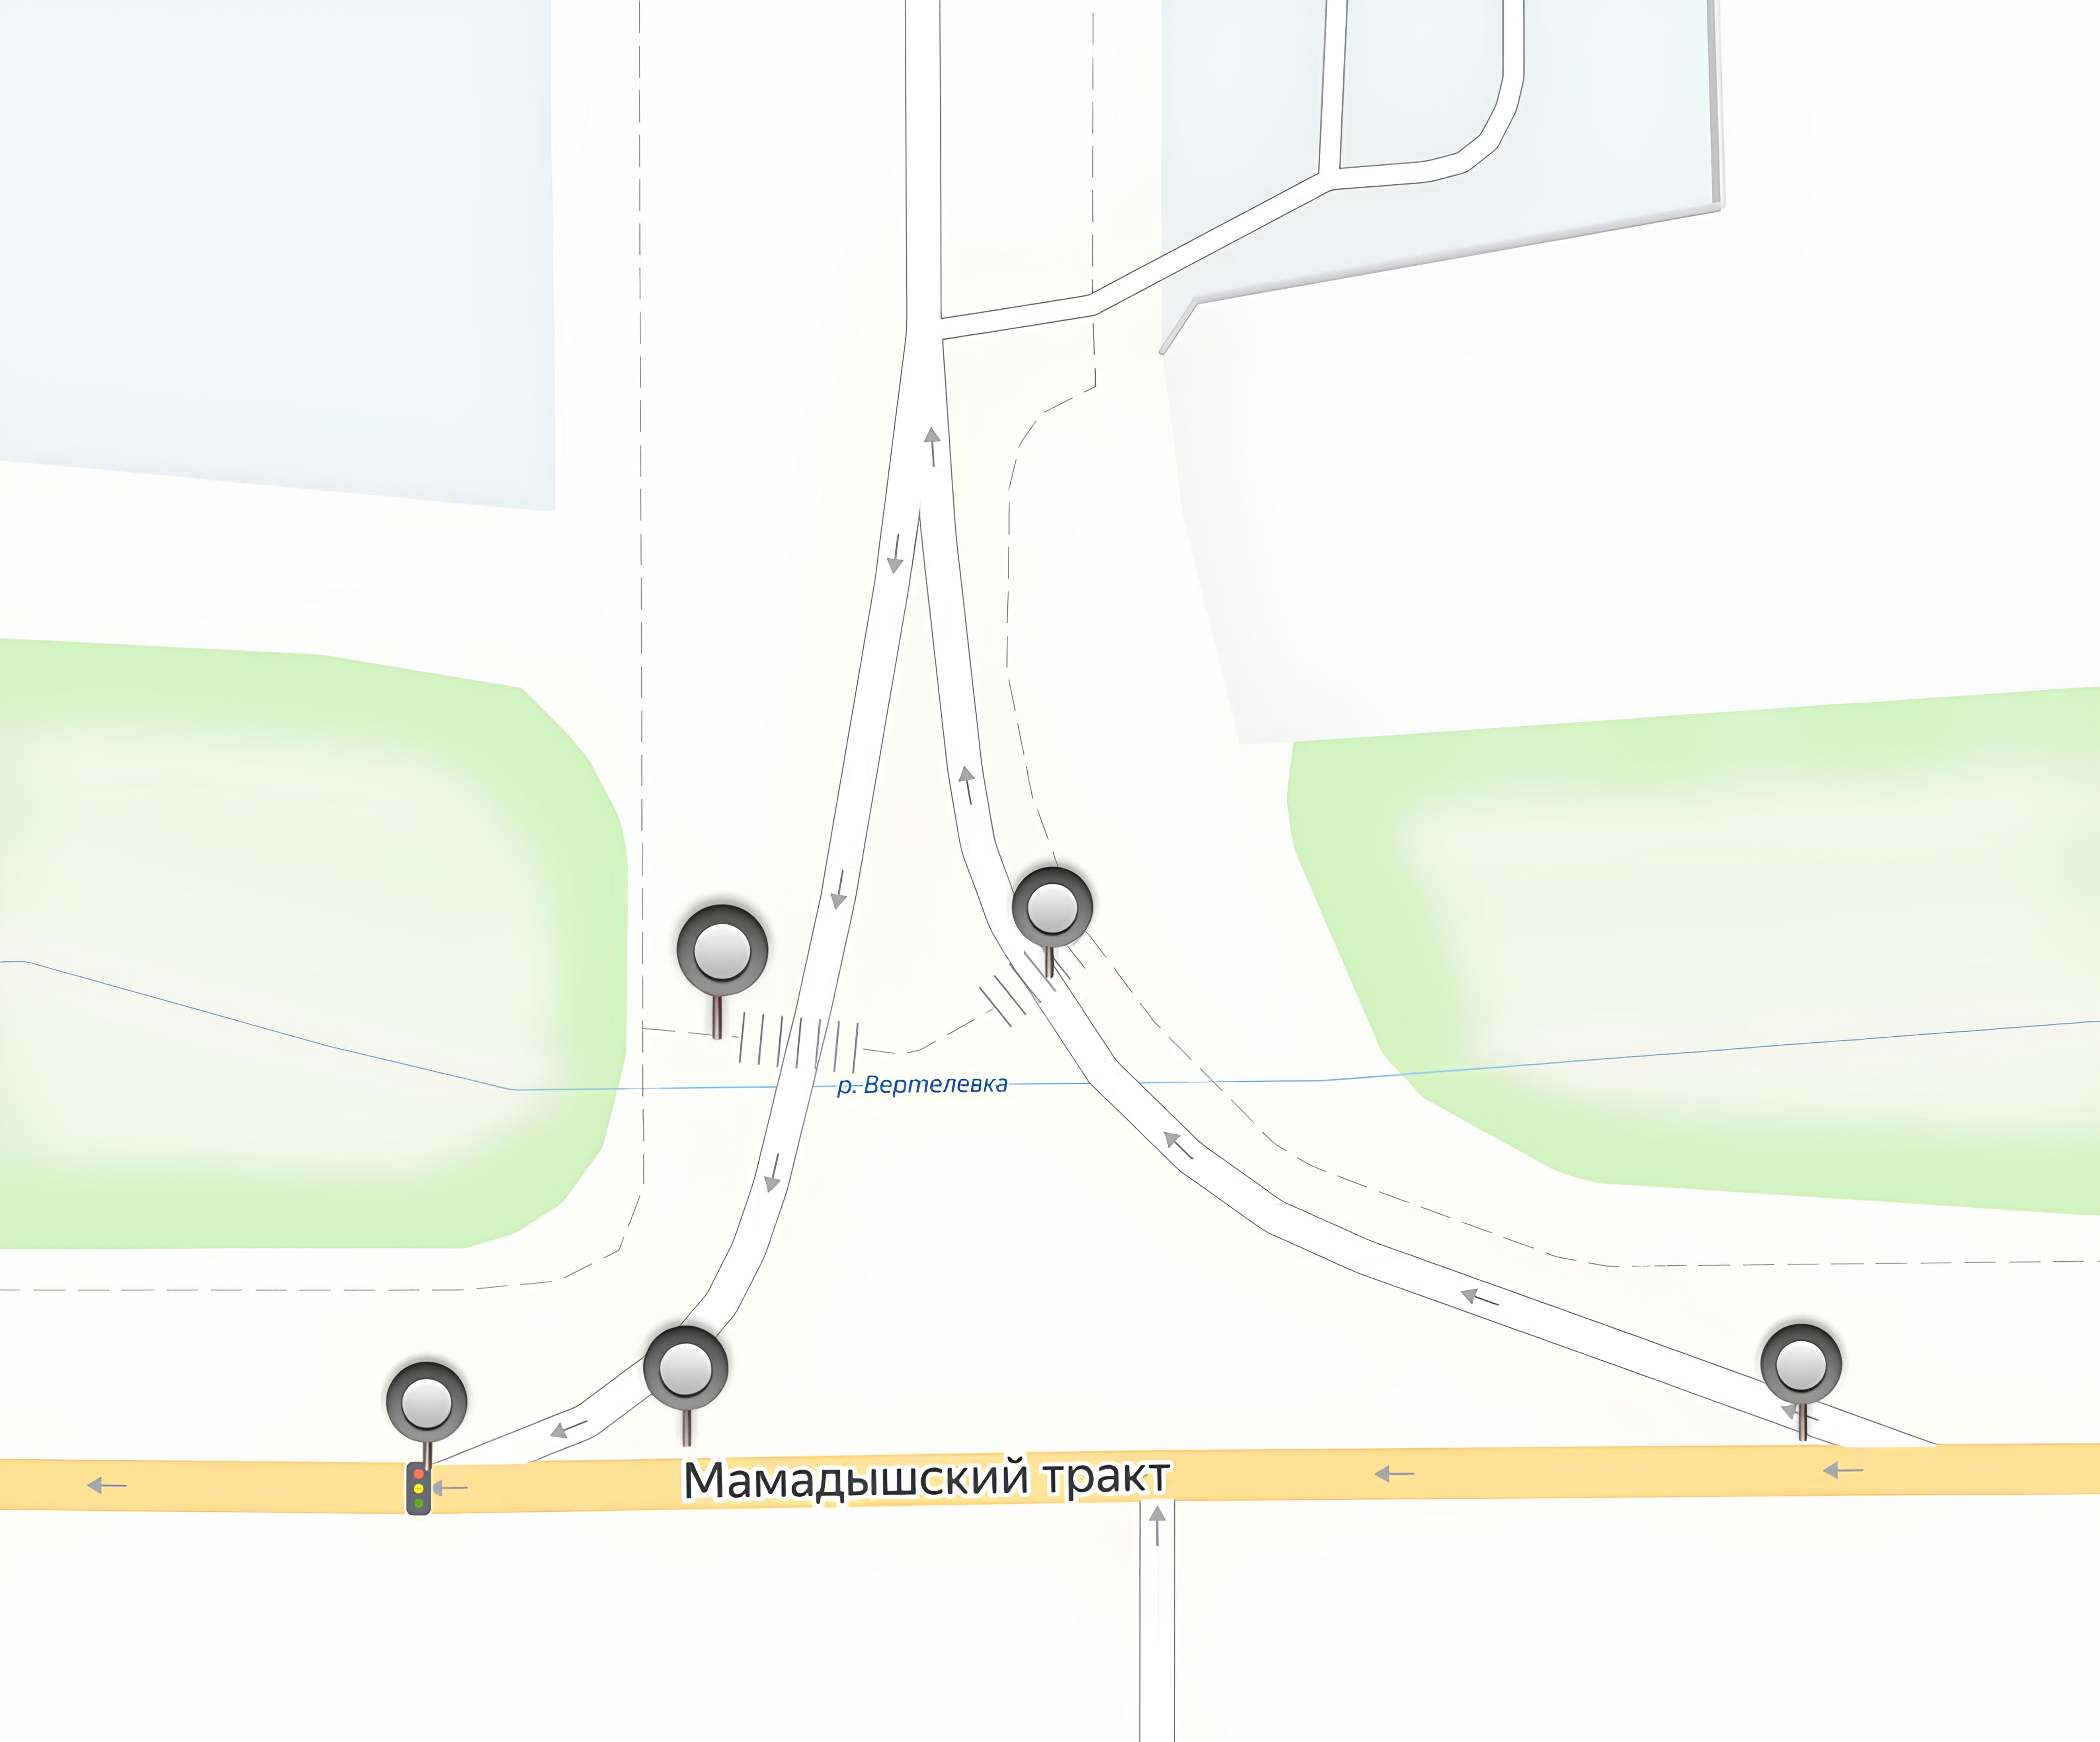 р. Вертелевка
Мамадышский тракт